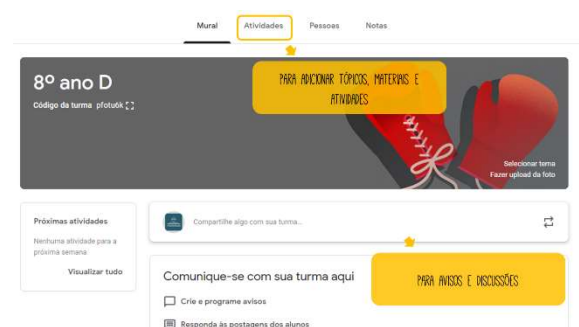 Mural Atividades Pessoas Notas
8º ano D
Código da turma pfotu6k
PARA ADICIONAR TÓPICOS, MATERIAIS E
ATIVIDADES
Selecionar tema
Fazer upload da foto
Próximas atividades
Nenhuma atividade para a
próxima semana
Visualizar tudo
Compartilhe algo com sua turma...
PARA AVISOS E DISCUSSÕES
Comunique-se com sua turma aqui
Crie e programe avisos
Responda às postagens dos alunos